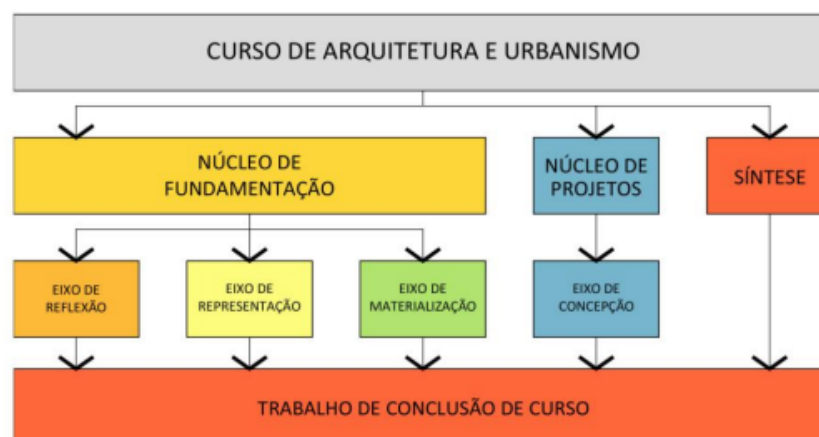 CURSO DE ARQUITETURA E URBANISMO
NÚCLEO DE
FUNDAMENTAÇÃO
NÚCLEO DE
PROJETOS
SÍNTESE
EIXO DE
REFLEXÃO
EIXO DE
REPRESENTAÇÃO
EIXO DE
MATERIALIZAÇÃO
EIXO DE
CONCEPÇÃO
TRABALHO DE CONCLUSÃO DE CURSO